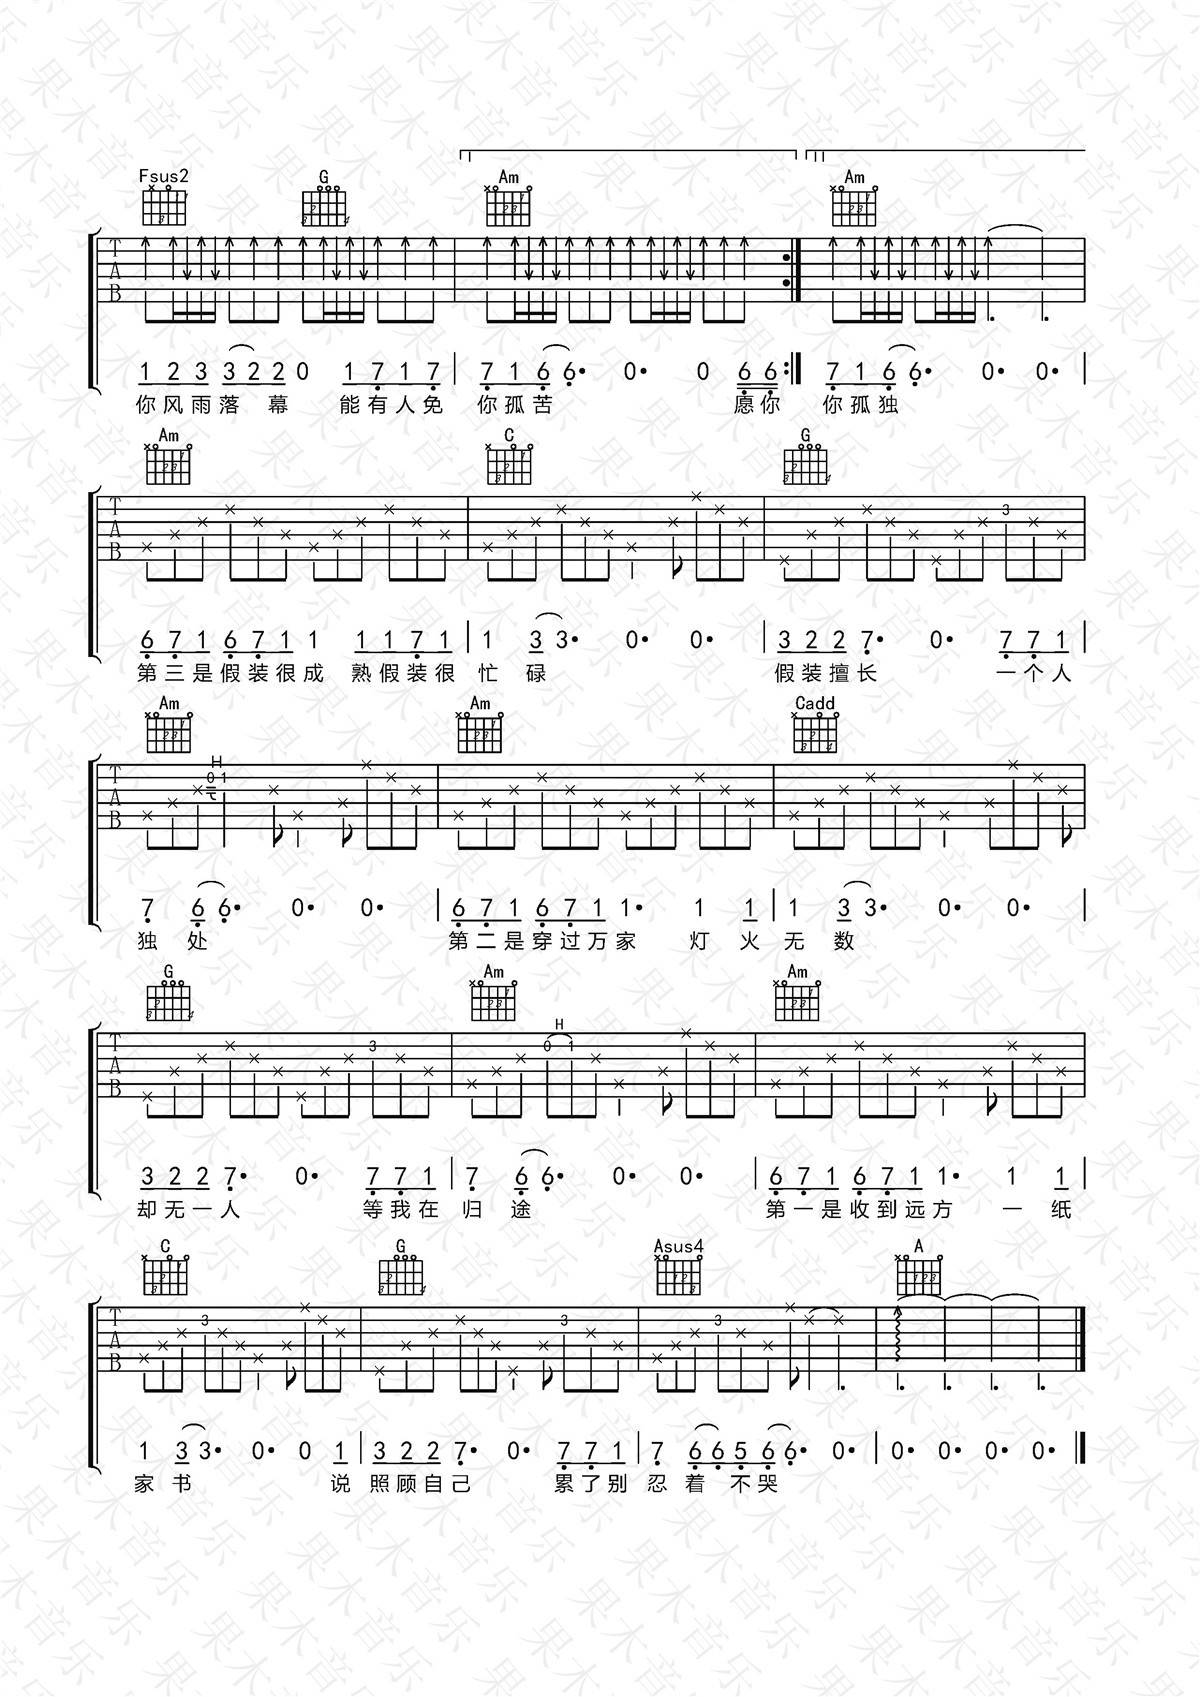 Fsus2 G Am Am
1 2 3 3 2 2 0 1 7 1 7 7 1 6 6· 0· 0 6 6 7 1 6 6· 0· 0·
你风雨落 幕 能有人免 你孤苦 愿你 你孤独
Am C G
3
6 7 1 6 7 1 1 1 1 7 1 1 3 3· 0· 0· 3 2 2 7· 0· 7 7 1
第三是假装很成 熟假装很 忙 碌 假装擅长 一个人
Am Am Cadd
H
0 1
7 6 6· 0· 0· 6 7 1 6 7 1 1· 1 1 1 3 3· 0· 0·
独 处 第二是穿过万家 灯 火 无 数
G Am Am
H
3 0 1
3 2 2 7· 0· 7 7 1 7 6 6· 0· 0· 6 7 1 6 7 1 1· 1 1
却无一人 等我在 归 途 第一是收到远方 一 纸
C G Asus4 A
3 3 3
1 3 3· 0· 0 1 3 2 2 7· 0· 7 7 1 7 6 6 5 6 6· 0· 0· 0· 0· 0·
家 书 说 照顾自己 累了别 忍 着 不哭
果木音乐